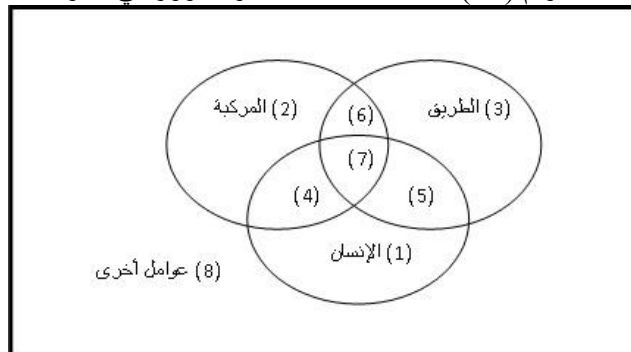 (2) المركبة
(3) الطريق
(6)
(7)
(4)
(5)
(1) الإنسان
(8) عوامل أخرى